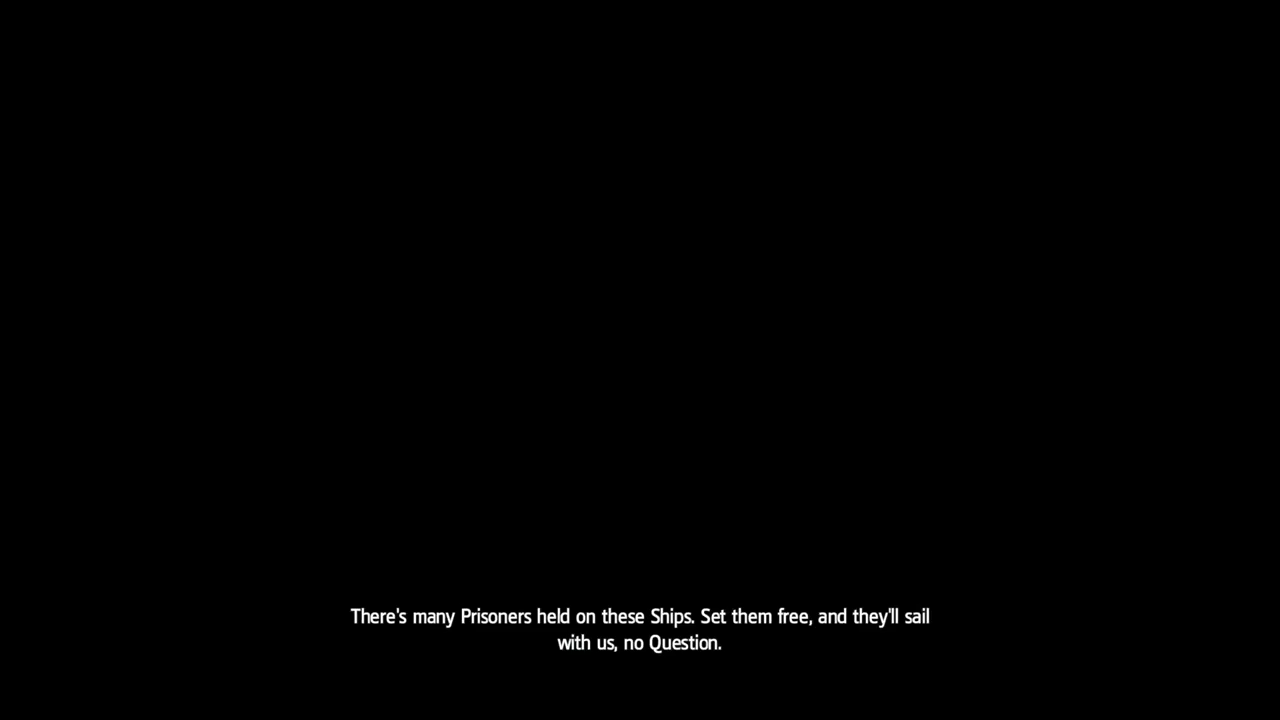 There's many Prisoners held on these Ships. Set them free, and they'll sail
with us, no Question.